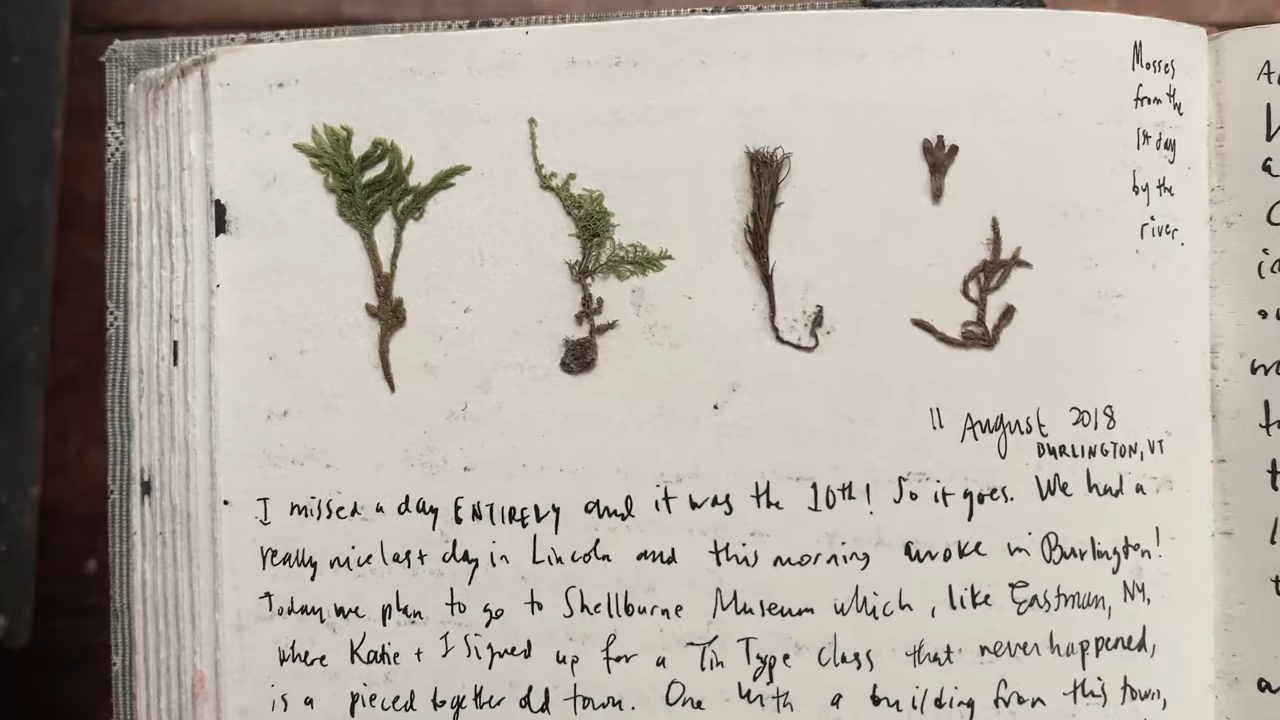 Mosses
from the
1st day
by the
river.
11 August 2018
BURLINGTON, VT
I missed a day ENTIRELY and it was the 10th! So it goes. We had a
really nice last day in Lincoln and this morning awoke in Burlington!
Today we plan to go to Shellburne Museum which, like Eastman, NY,
where Katie + I signed up for a Tin Type class that never happened,
is a pieced together old town. One with a building from this town,